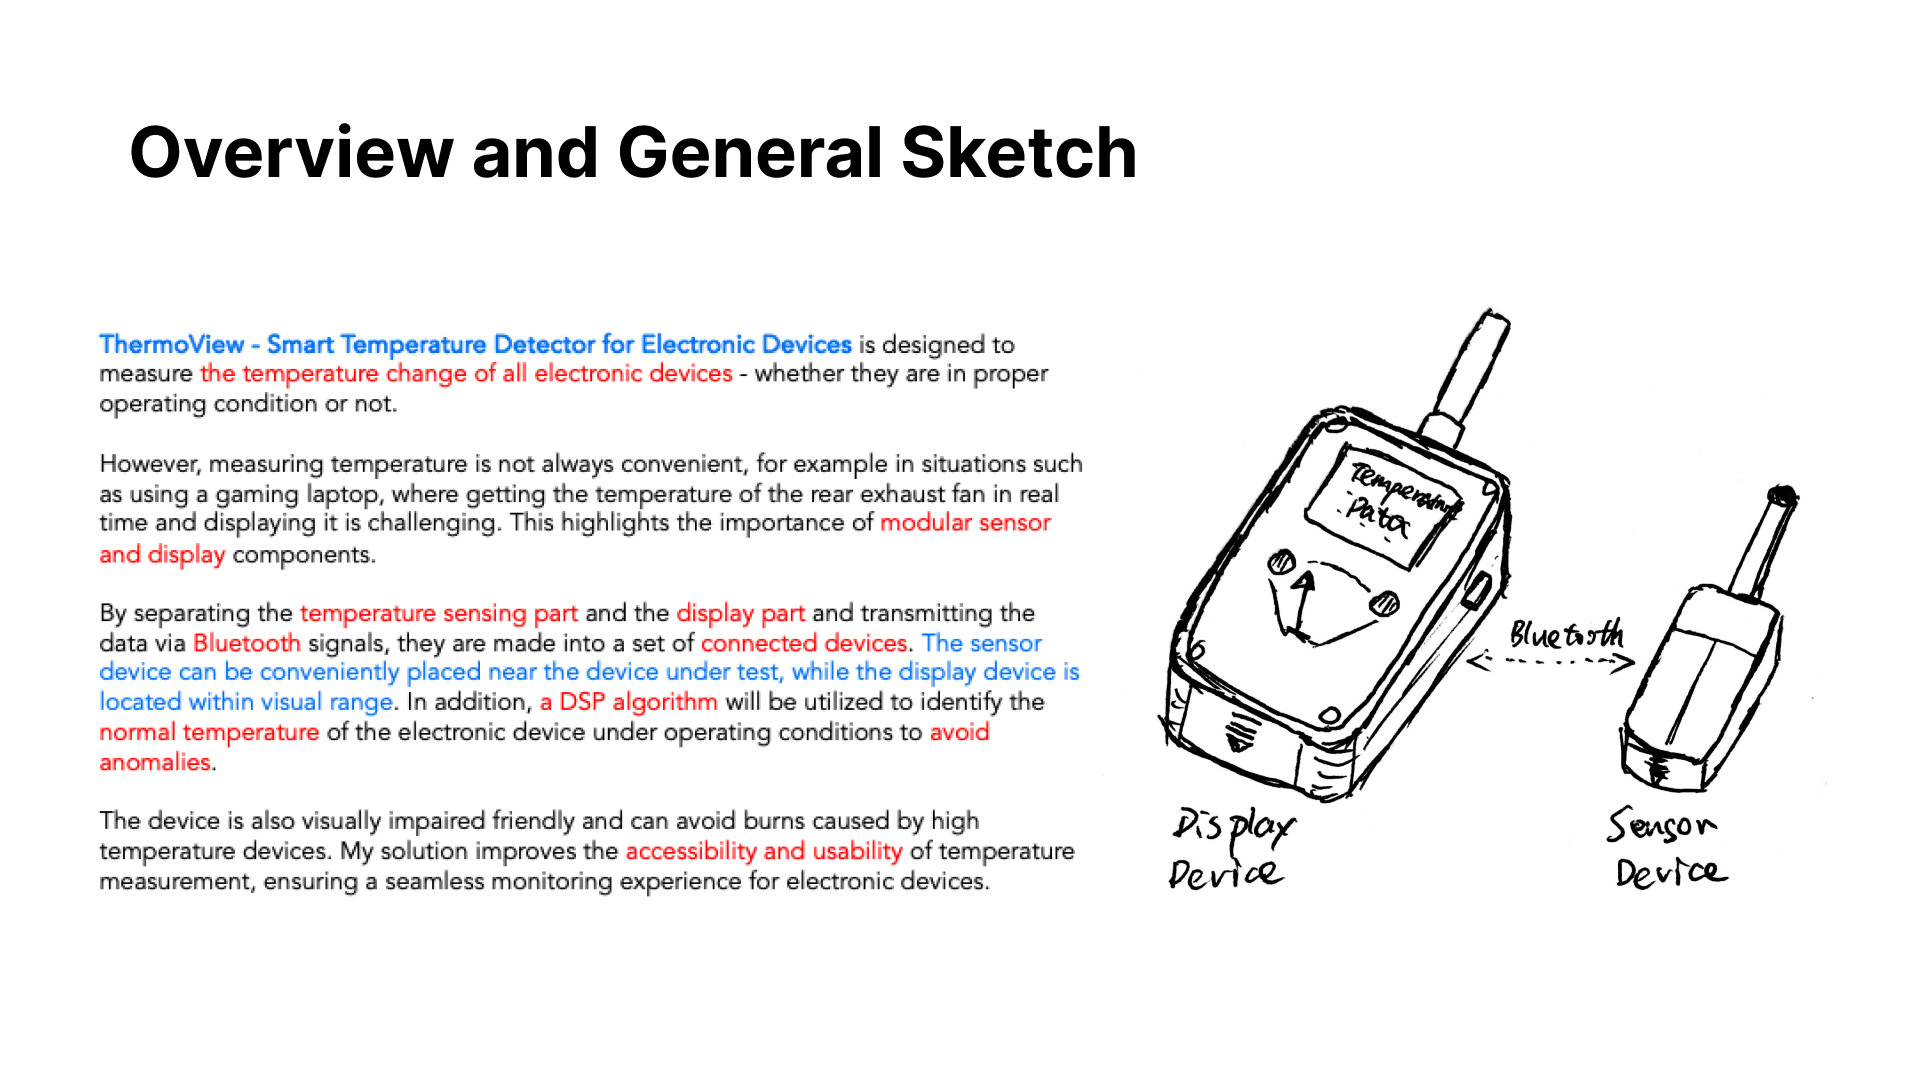 Overview and General Sketch
ThermoView - Smart Temperature Detector for Electronic Devices is designed to
measure the temperature change of all electronic devices - whether they are in proper
operating condition or not.
However, measuring temperature is not always convenient, for example in situations such
as using a gaming laptop, where getting the temperature of the rear exhaust fan in real
time and displaying it is challenging. This highlights the importance of modular sensor
and display components.
By separating the temperature sensing part and the display part and transmitting the
data via Bluetooth signals, they are made into a set of connected devices. The sensor
device can be conveniently placed near the device under test, while the display device is
located within visual range. In addition, a DSP algorithm will be utilized to identify the
normal temperature of the electronic device under operating conditions to avoid
anomalies.
The device is also visually impaired friendly and can avoid burns caused by high
temperature devices. My solution improves the accessibility and usability of temperature
measurement, ensuring a seamless monitoring experience for electronic devices.
Temperature
Data
Bluetooth
Display
Device
Sensor
Device